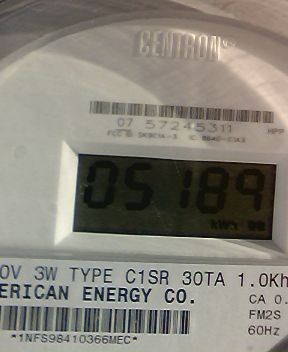 CENTRON
07 57245311
HPP
05189
kWh
0V 3W TYPE C1SR 30TA 1.0Kh
ERICAN ENERGY CO.
CA 0.
FM2S
60Hz
*1NFS98410366MEC*